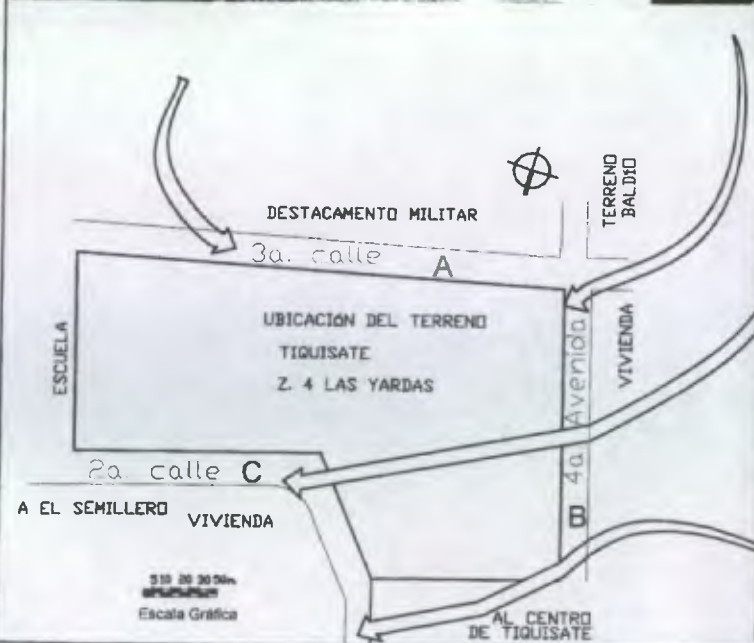 DESTACAMENTO MILITAR
TERRENO
BALDIO
3a. calle
A
UBICACIÓN DEL TERRENO
TIQUISATE
Z. 4 LAS YARDAS
ESCUELA
4a Avenida
VIVIENDA
2a. calle
C
B
A EL SEMILLERO
VIVIENDA
Escala Gráfica
AL CENTRO
DE TIQUISATE